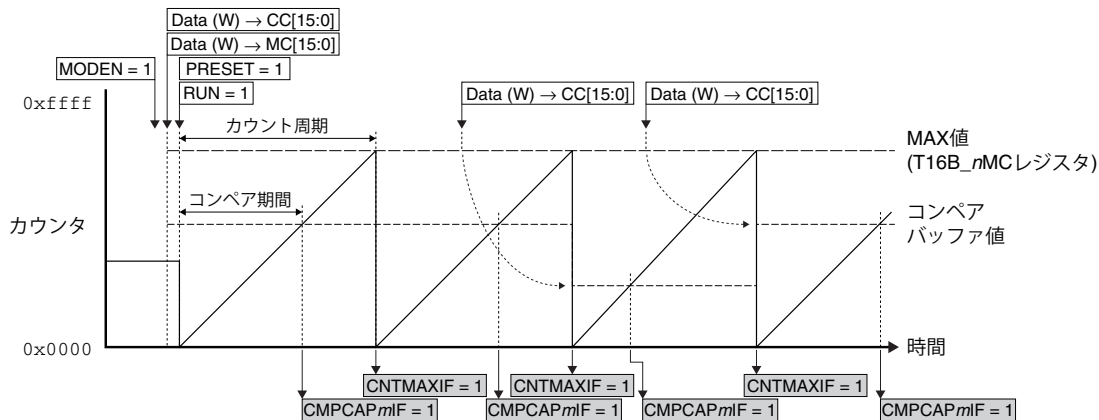 Data (W) → CC[15:0]
Data (W) → MC[15:0]
MODEN = 1
PRESET = 1
RUN = 1
Data (W) → CC[15:0]
Data (W) → CC[15:0]
0xffff
カウント周期
MAX値
(T16B_nMCレジスタ)
コンペア期間
カウンタ
コンペア
バッファ値
0x0000
時間
CNTMAXIF = 1
CNTMAXIF = 1
CNTMAXIF = 1
CMPCAPmIF = 1
CMPCAPmIF = 1
CMPCAPmIF = 1
CMPCAPmIF = 1